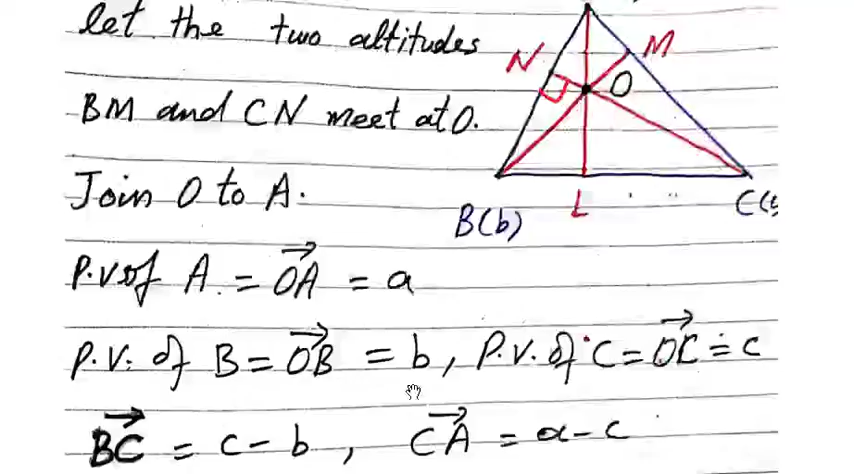 let the two altitudes
N M
O
BM and CN meet at O.
Join O to A.
L
B(b) C(c
P.V of A. = →OA = a
P.V. of B = →OB = b, P.V. of C = →OC = c
→BC = c - b, →CA = a - c